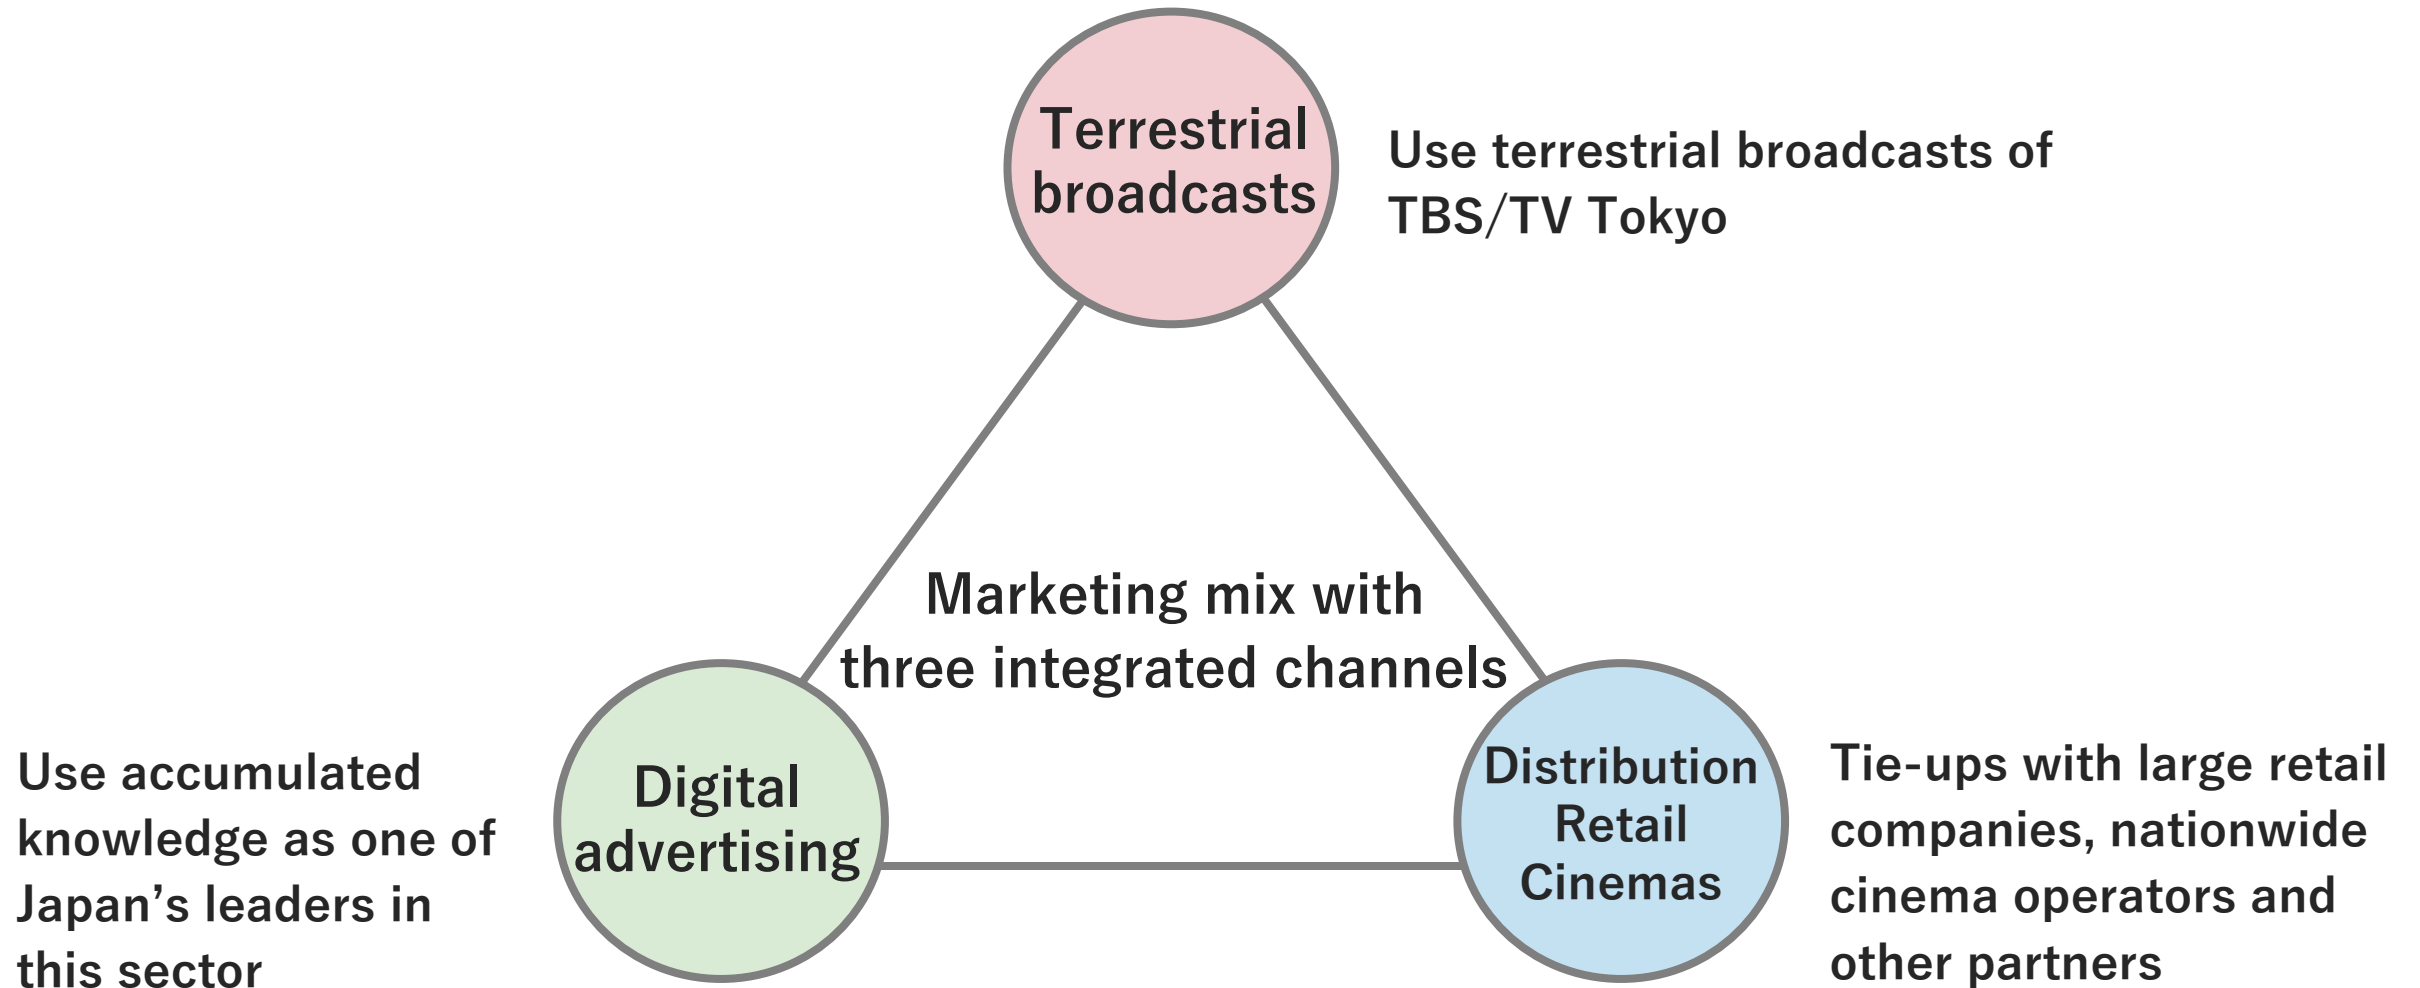 Terrestrial
broadcasts
Use terrestrial broadcasts of
TBS/TV Tokyo
Marketing mix with
three integrated channels
Use accumulated
knowledge as one of
Japan’s leaders in
this sector
Digital
advertising
Distribution
Retail
Cinemas
Tie-ups with large retail
companies, nationwide
cinema operators and
other partners